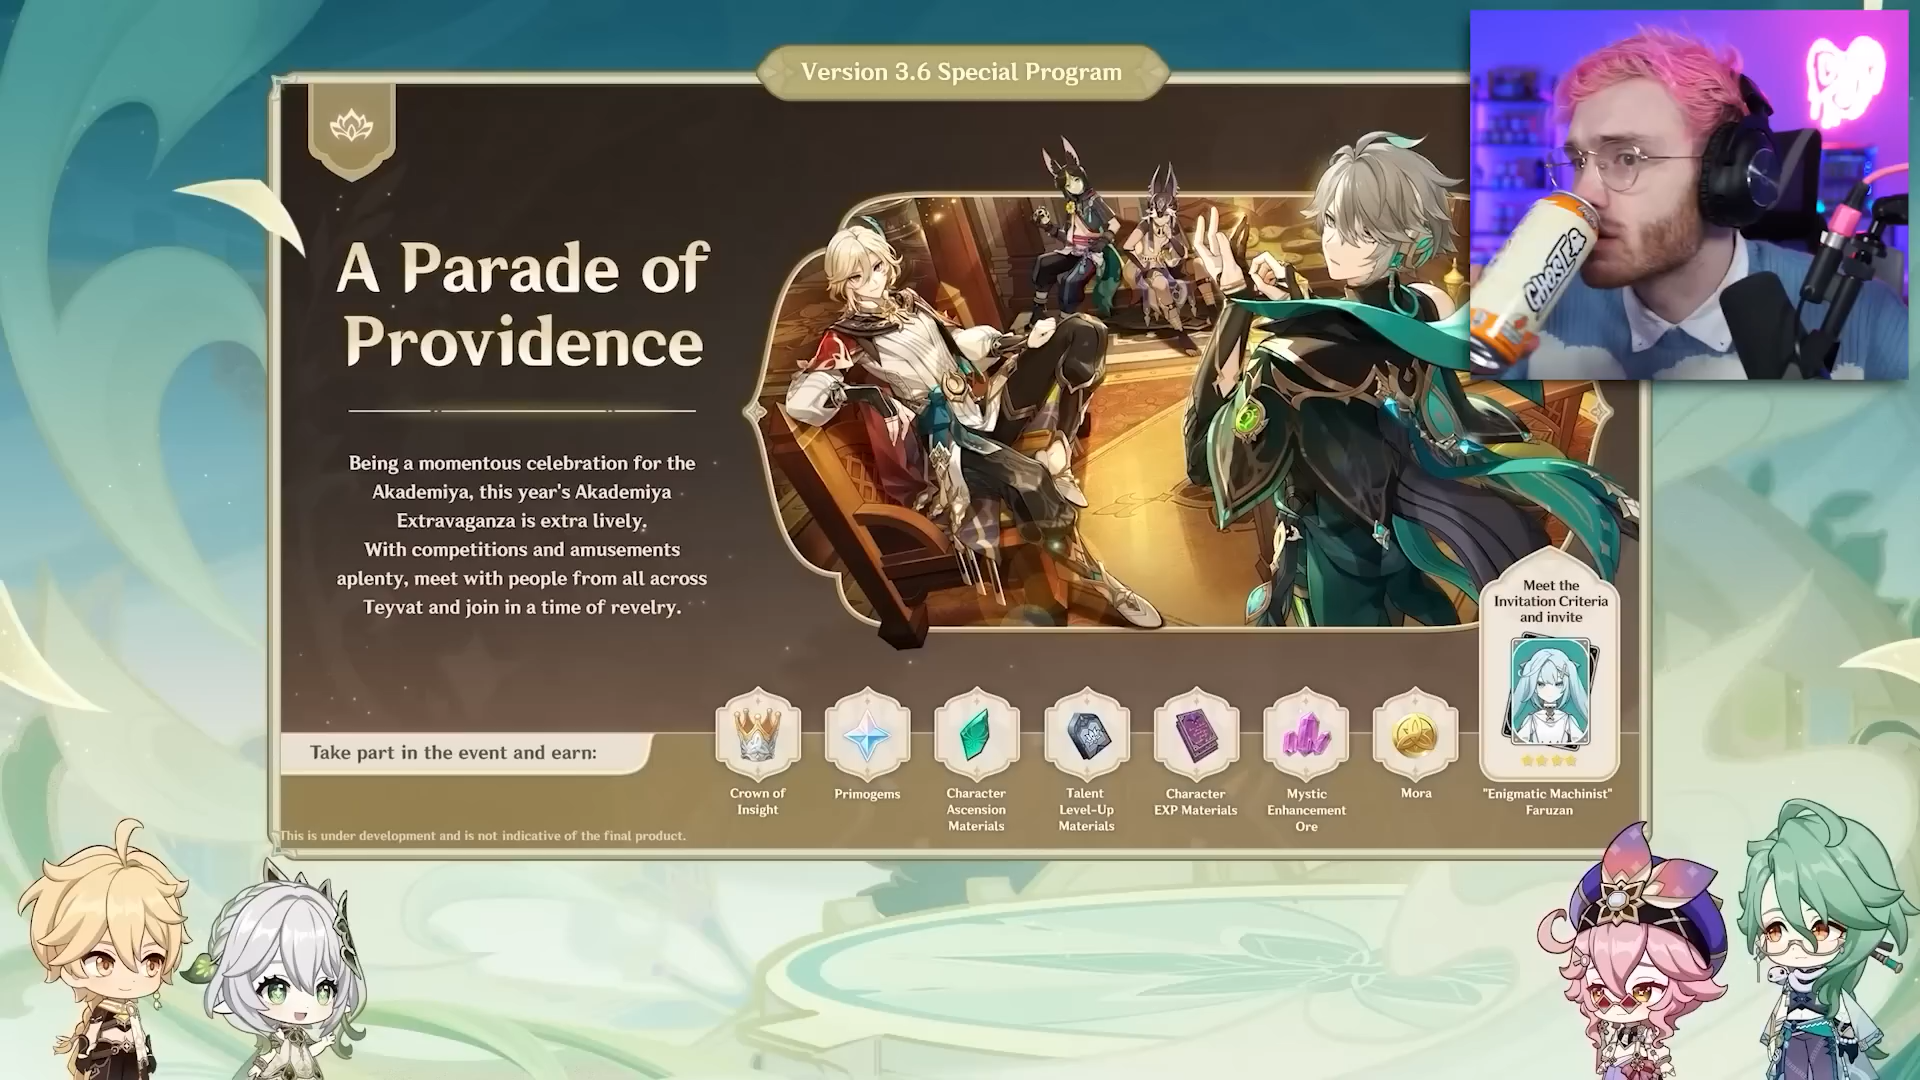 Version 3.6 Special Program
A Parade of
Providence
Being a momentous celebration for the
Akademiya, this year's Akademiya
Extravaganza is extra lively.
With competitions and amusements
aplenty, meet with people from all across
Teyvat and join in a time of revelry.
GHOST
Meet the
Invitation Criteria
and invite
Take part in the event and earn:
Crown of
Insight
Primogems
Character
Ascension
Materials
Talent
Level-Up
Materials
Character
EXP Materials
Mystic
Enhancement
Ore
Mora
"Enigmatic Machinist"
Faruzan
This is under development and is not indicative of the final product.